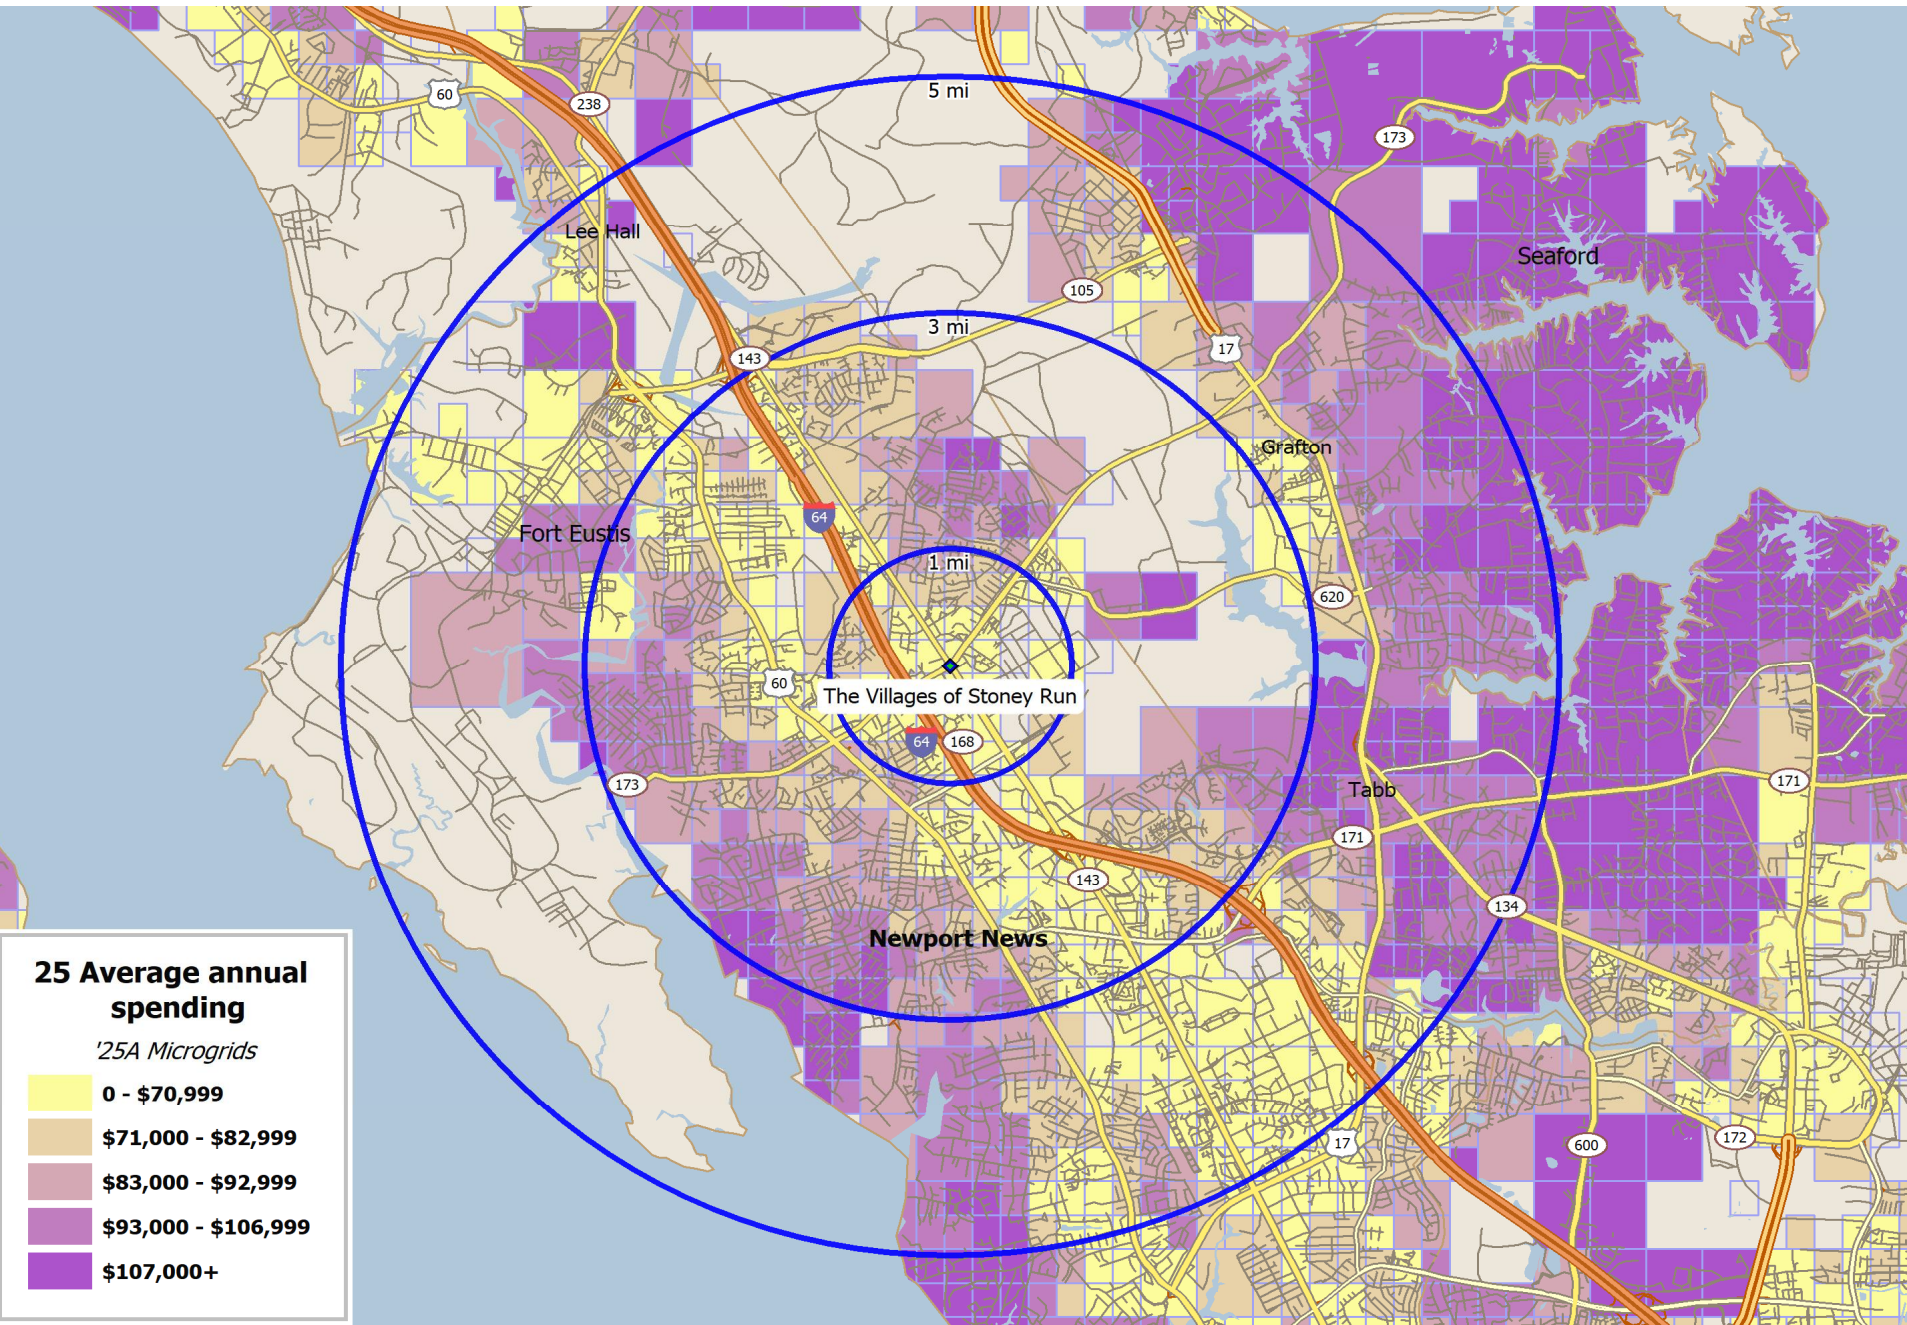 5 mi
60
238
173
Lee Hall
Seaford
105
3 mi
17
143
Grafton
64
Fort Eustis
1 mi
620
60
The Villages of Stoney Run
64
168
173
171
Tabb
171
143
134
Newport News
25 Average annual
spending
'25A Microgrids
0 - $70,999
$71,000 - $82,999
$83,000 - $92,999
$93,000 - $106,999
$107,000+
17
600
172